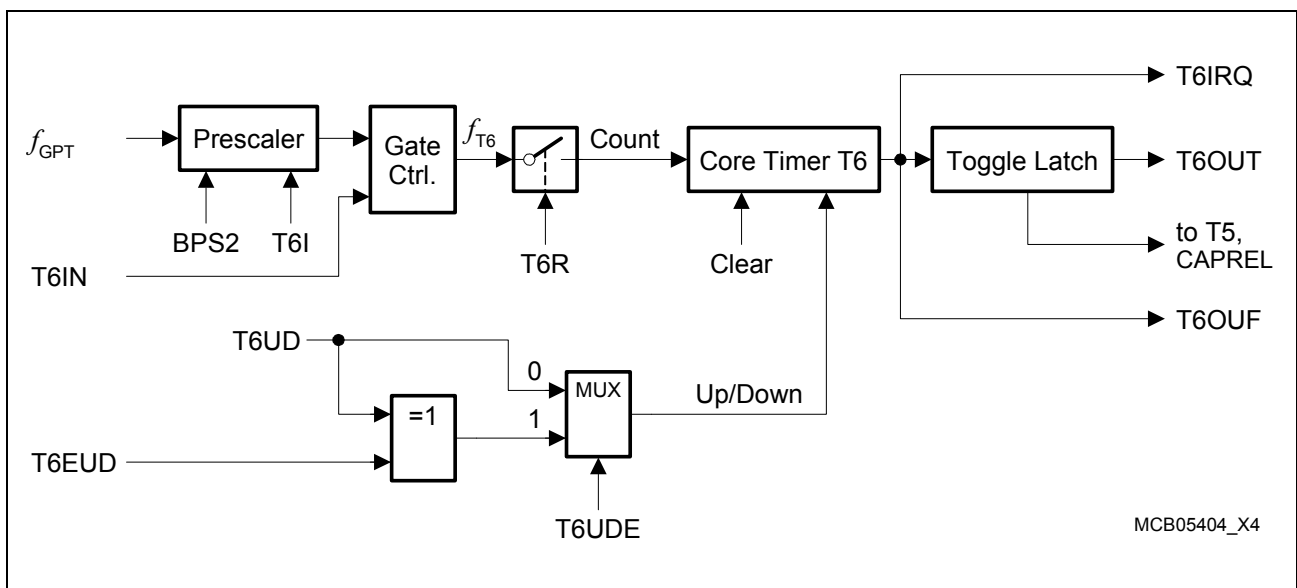 T6IRQ
fGPT
Prescaler
Gate
Ctrl.
fT6
Count
Core Timer T6
Toggle Latch
T6OUT
BPS2
T6I
T6R
Clear
to T5,
CAPREL
T6IN
T6OUF
T6UD
0
MUX
=1
1
Up/Down
T6EUD
T6UDE
MCB05404_X4